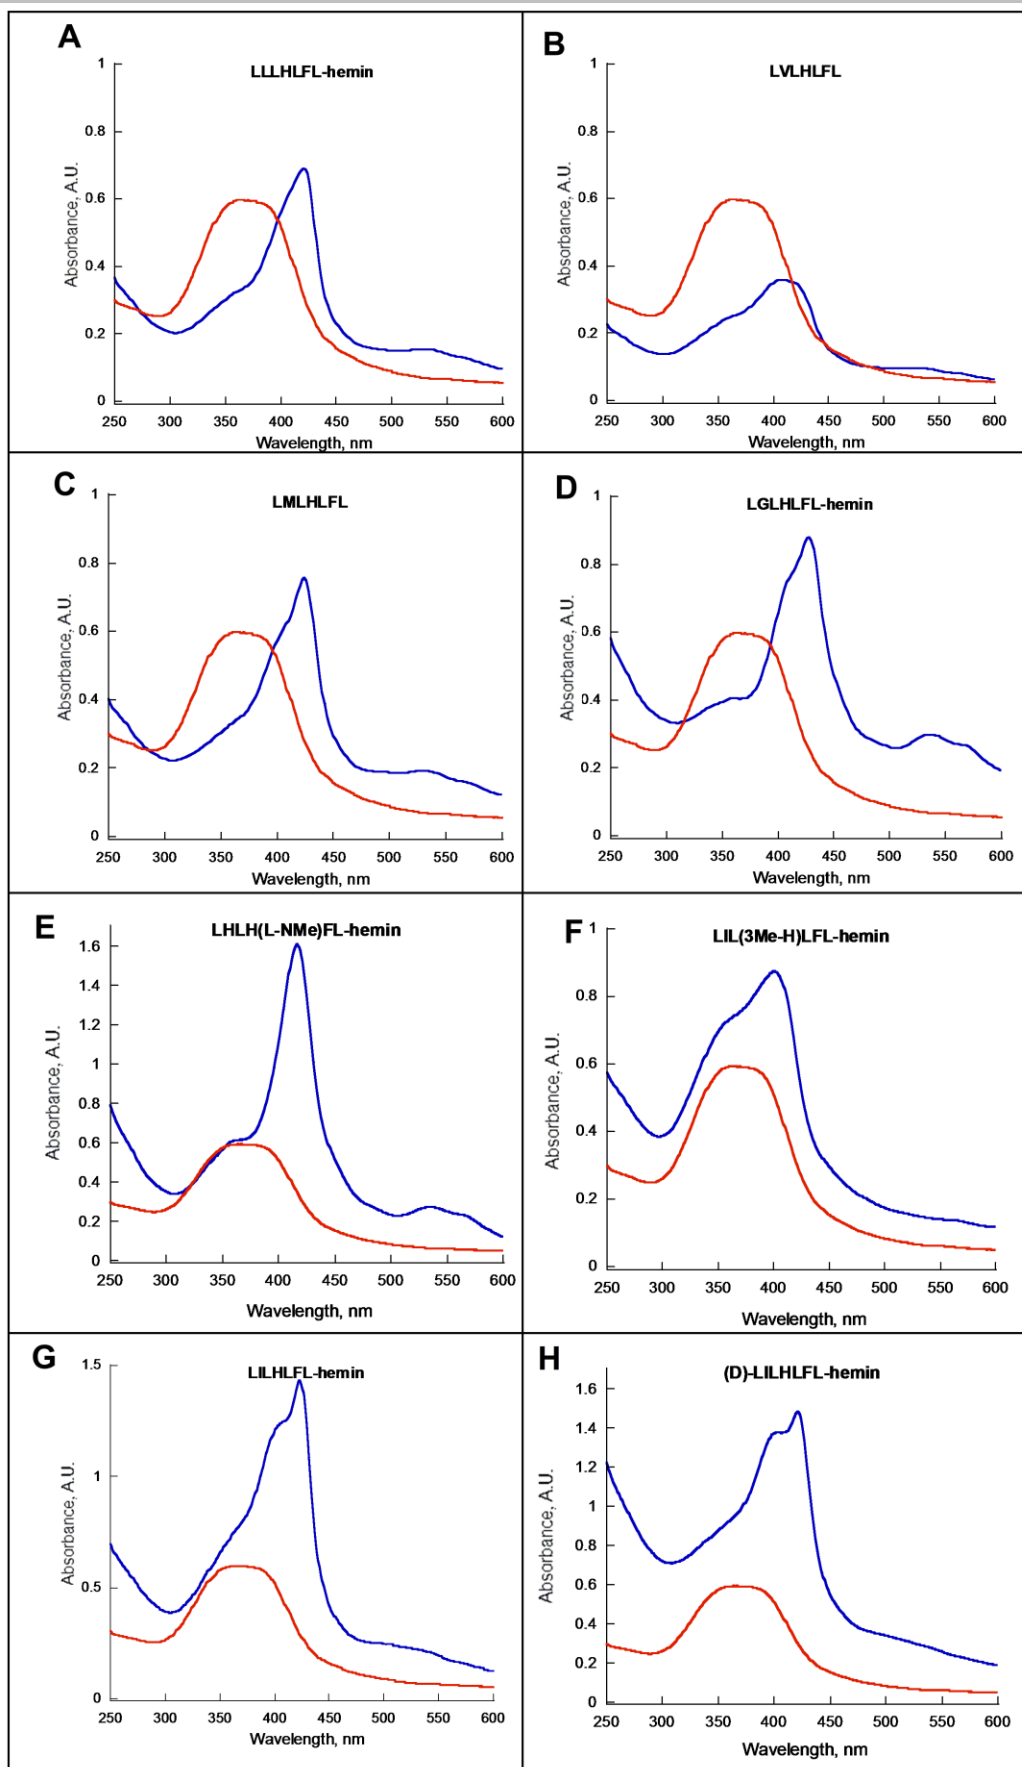 A
LLLHLFL-hemin
1
0.8
0.6
0.4
0.2
0
Absorbance, A.U.
250 300 350 400 450 500 550 600
Wavelength, nm
B
LVLHLFL
1
0.8
0.6
0.4
0.2
0
Absorbance, A.U.
250 300 350 400 450 500 550 600
Wavelength, nm
C
LMLHLFL
1
0.8
0.6
0.4
0.2
0
Absorbance, A.U.
250 300 350 400 450 500 550 600
Wavelength, nm
D
LGLHLFL-hemin
1
0.8
0.6
0.4
0.2
0
Absorbance, A.U.
250 300 350 400 450 500 550 600
Wavelength, nm
E
LHLH(L-NMe)FL-hemin
1.6
1.4
1.2
1
0.8
0.6
0.4
0.2
0
Absorbance, A.U.
250 300 350 400 450 500 550 600
Wavelength, nm
F
LIL(3Me-H)LFL-hemin
1
0.8
0.6
0.4
0.2
0
Absorbance, A.U.
250 300 350 400 450 500 550 600
Wavelength, nm
G
LILHLFL-hemin
1.5
1
0.5
0
Absorbance, A.U.
250 300 350 400 450 500 550 600
Wavelength, nm
H
(D)-LILHLFL-hemin
1.6
1.4
1.2
1
0.8
0.6
0.4
0.2
0
Absorbance, A.U.
250 300 350 400 450 500 550 600
Wavelength, nm